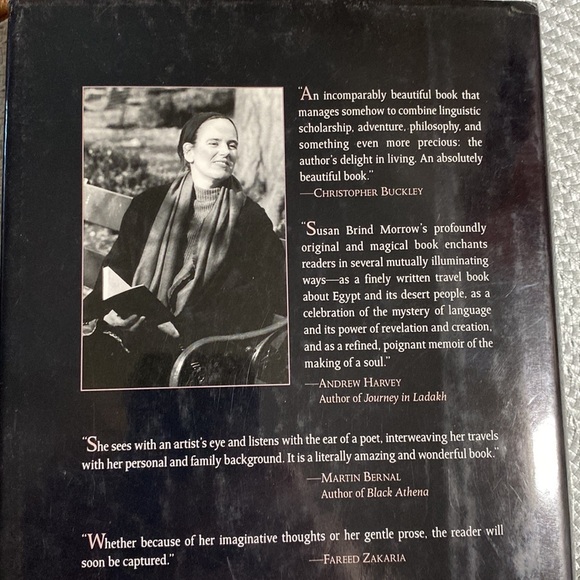 “An incomparably beautiful book that
manages somehow to combine linguistic
scholarship, adventure, philosophy, and
something even more precious: the
author's delight in living. An absolutely
beautiful book.”
—CHRISTOPHER BUCKLEY
“Susan Brind Morrow's profoundly
original and magical book enchants
readers in several mutually illuminating
ways—as a finely written travel book
about Egypt and its desert people, as a
celebration of the mystery of language
and its power of revelation and creation,
and as a refined, poignant memoir of the
making of a soul.”
—ANDREW HARVEY
Author of Journey in Ladakh
“She sees with an artist's eye and listens with the ear of a poet, interweaving her travels
with her personal and family background. It is a literally amazing and wonderful book.”
—MARTIN BERNAL
Author of Black Athena
“Whether because of her imaginative thoughts or her gentle prose, the reader will
soon be captured.” —FAREED ZAKARIA